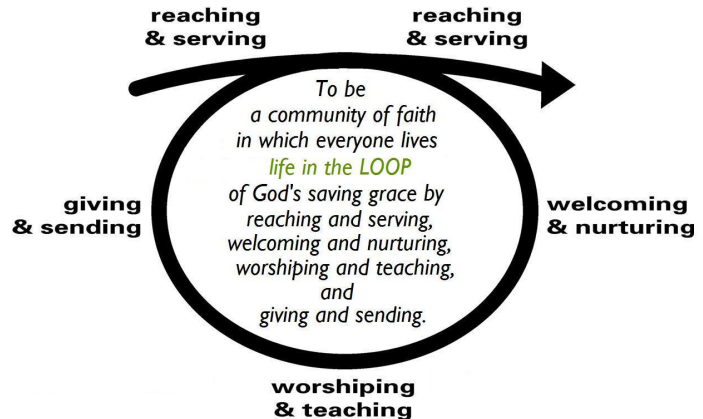 reaching
& serving
reaching
& serving
To be
a community of faith
in which everyone lives
life in the LOOP
of God's saving grace by
reaching and serving,
welcoming and nurturing,
worshiping and teaching,
and
giving and sending.
giving
& sending
welcoming
& nurturing
worshiping
& teaching